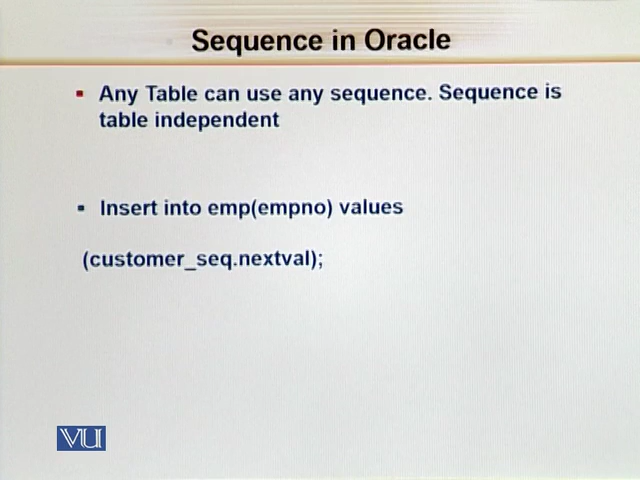 Sequence in Oracle
Any Table can use any sequence. Sequence is
table independent
Insert into emp(empno) values
(customer_seq.nextval);
VU